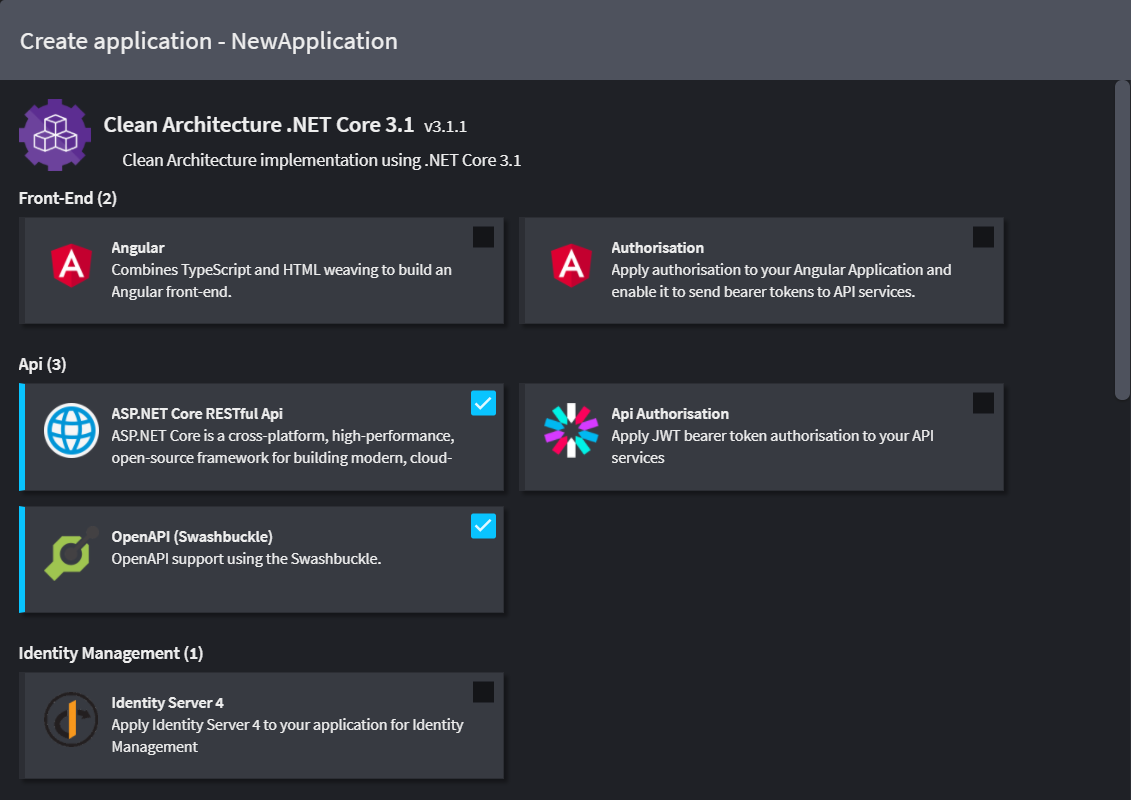 Create application - NewApplication
Clean Architecture .NET Core 3.1 v3.1.1
Clean Architecture implementation using .NET Core 3.1
Front-End (2)
Angular
Combines TypeScript and HTML weaving to build an
Angular front-end.
Authorisation
Apply authorisation to your Angular Application and
enable it to send bearer tokens to API services.
Api (3)
ASP.NET Core RESTful Api
ASP.NET Core is a cross-platform, high-performance,
open-source framework for building modern, cloud-
Api Authorisation
Apply JWT bearer token authorisation to your API
services
OpenAPI (Swashbuckle)
OpenAPI support using the Swashbuckle.
Identity Management (1)
Identity Server 4
Apply Identity Server 4 to your application for Identity
Management